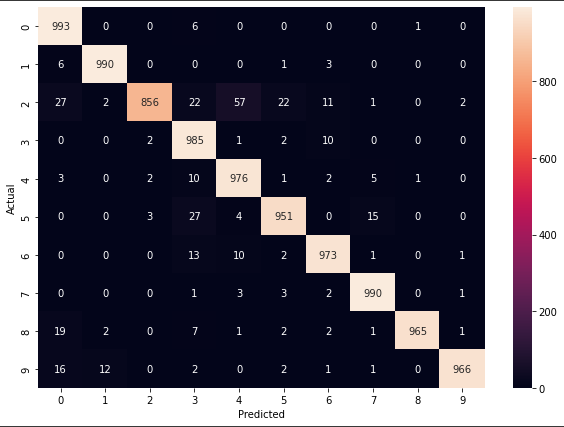 0 993 0 0 6 0 0 0 0 1 0
1 6 990 0 0 0 1 3 0 0 0
2 27 2 856 22 57 22 11 1 0 2
3 0 0 2 985 1 2 10 0 0 0
4 3 0 2 10 976 1 2 5 1 0
5 0 0 3 27 4 951 0 15 0 0
6 0 0 0 13 10 2 973 1 0 1
7 0 0 0 1 3 3 2 990 0 1
8 19 2 0 7 1 2 2 1 965 1
9 16 12 0 2 0 2 1 1 0 966
0 1 2 3 4 5 6 7 8 9
Predicted
Actual
800
600
400
200
0